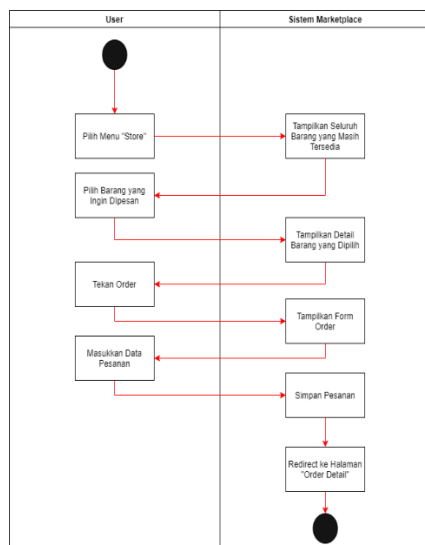 User
Sistem Marketplace
Pilih Menu "Store"
Tampilkan Seluruh
Barang yang Masih
Tersedia
Pilih Barang yang
Ingin Dipesan
Tampilkan Detail
Barang yang Dipilih
Tekan Order
Tampilkan Form
Order
Masukkan Data
Pesanan
Simpan Pesanan
Redirect ke Halaman
"Order Detail"